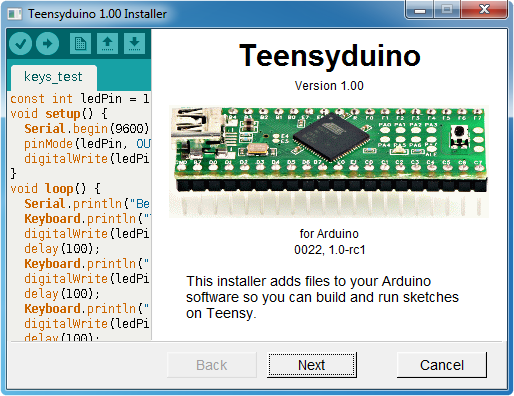 Teensyduino 1.00 Installer
keys_test
const int ledPin = 1
void setup() {
Serial.begin(9600)
pinMode(ledPin, OU
digitalWrite(ledPi
}
void loop() {
Serial.println("Be
Keyboard.println("
digitalWrite(ledPi
delay(100);
Keyboard.println("
digitalWrite(ledPi
delay(100);
Keyboard.println("
digitalWrite(ledPi
delay(100);
Teensyduino
Version 1.00
for Arduino
0022, 1.0-rc1
This installer adds files to your Arduino
software so you can build and run sketches
on Teensy.
Back
Next
Cancel